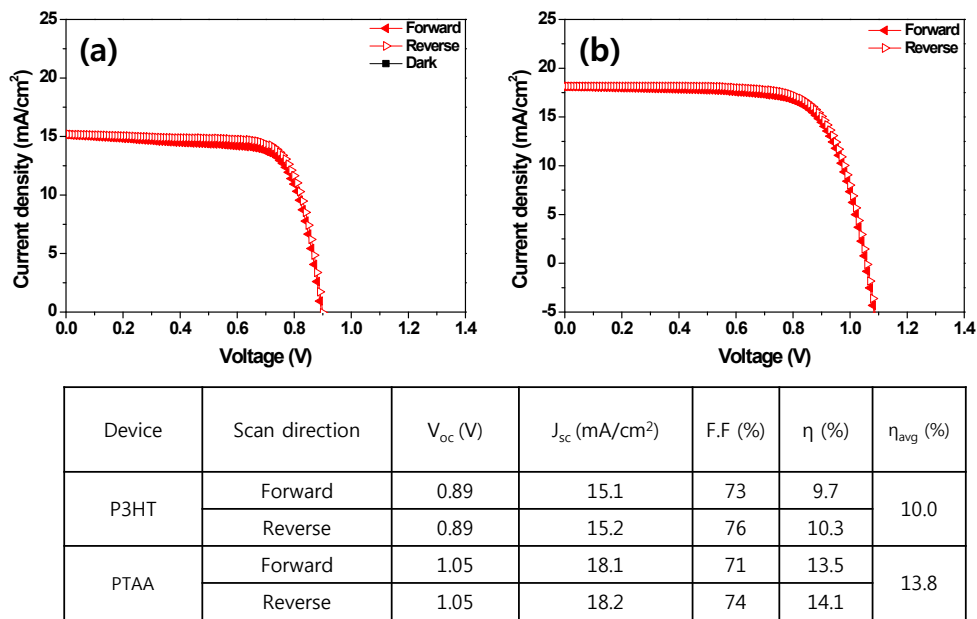 (a)
Forward
Reverse
Dark
25
20
15
10
5
0
0.0 0.2 0.4 0.6 0.8 1.0 1.2 1.4
Current density (mA/cm²)
Voltage (V)
(b)
Forward
Reverse
25
20
15
10
5
0
-5
0.0 0.2 0.4 0.6 0.8 1.0 1.2 1.4
Current density (mA/cm²)
Voltage (V)
Device Scan direction Voc (V) Jsc (mA/cm²) F.F (%) η (%) ηavg (%)
P3HT Forward 0.89 15.1 73 9.7 10.0
Reverse 0.89 15.2 76 10.3
PTAA Forward 1.05 18.1 71 13.5 13.8
Reverse 1.05 18.2 74 14.1